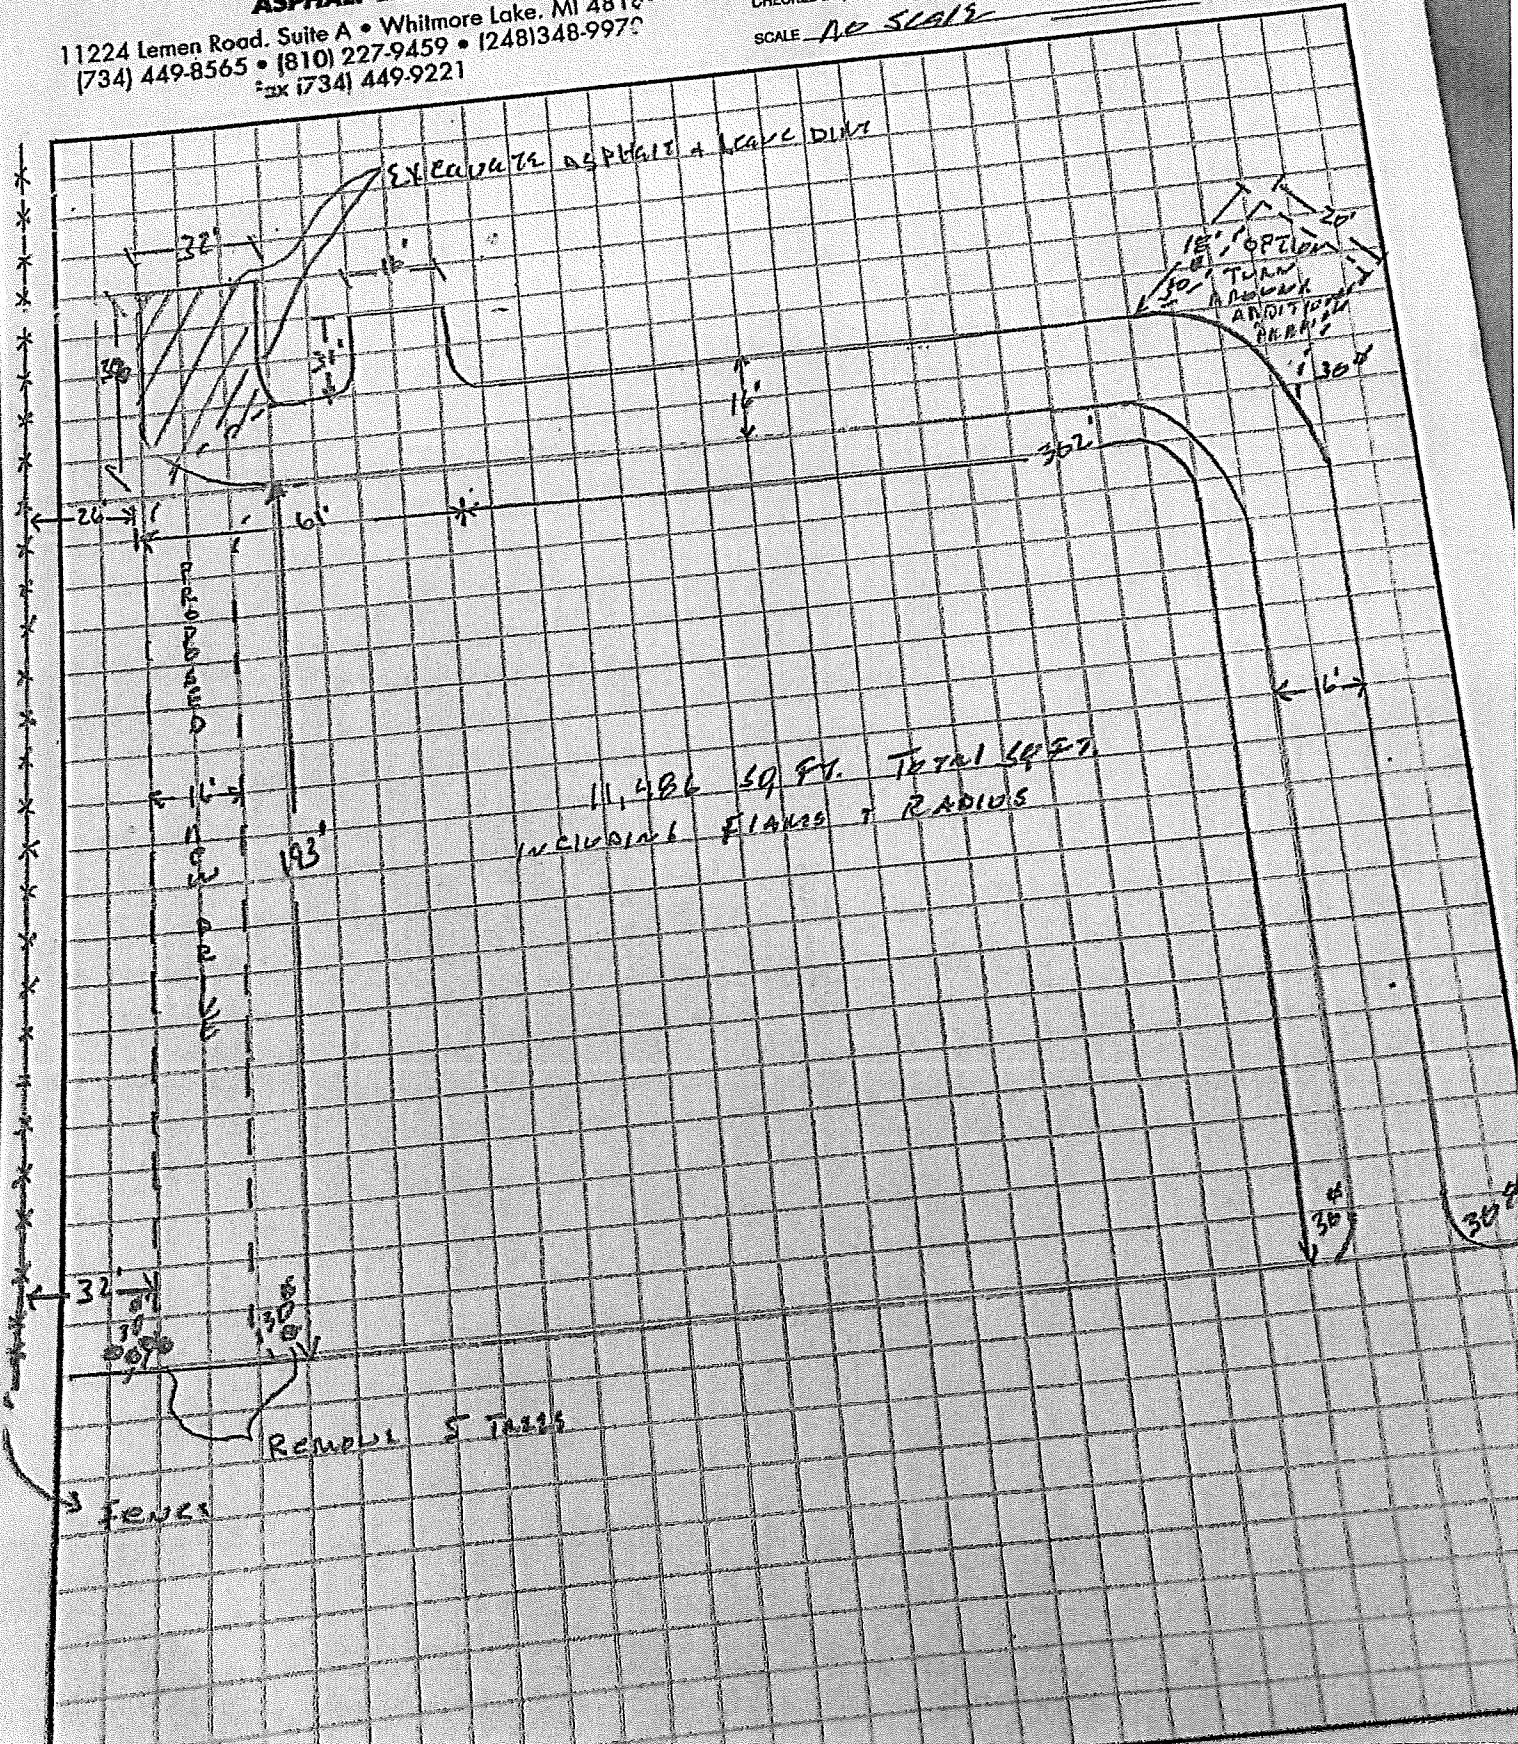 11224 Lemen Road, Suite A • Whitmore Lake, MI
(734) 449-8565 • (810) 227-9459 • (248)348-997
Fax (734) 449-9221
SCALE No SCALE
EXCAVATE ASPHALT + LEAVE DIRT
32'
16'
20'
18'
OPTION
TURN
AROUND
ADDITIONAL
31'
30'
16'
362'
26'
61'
PROPOSED
NEW DRIVE
16'
16'
193'
11,486 SQ FT. TOTAL SQ FT.
INCLUDING FLARES + RADIUS
30
30
32'
30
30
REMOVE 5 TREES
FENCE